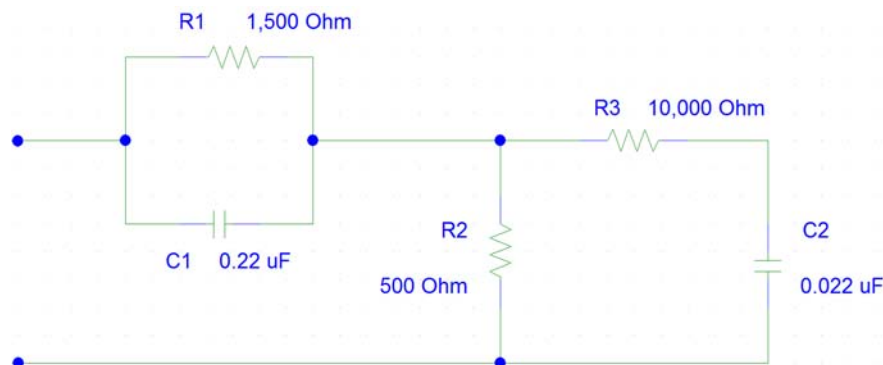 R1 1,500 Ohm
R3 10,000 Ohm
R2
C2
C1 0.22 uF
500 Ohm
0.022 uF